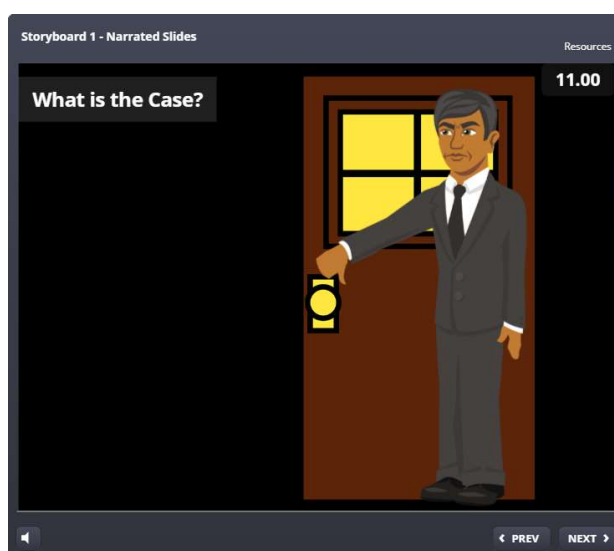 Storyboard 1 - Narrated Slides
Resources
11.00
What is the Case?
PREV
NEXT